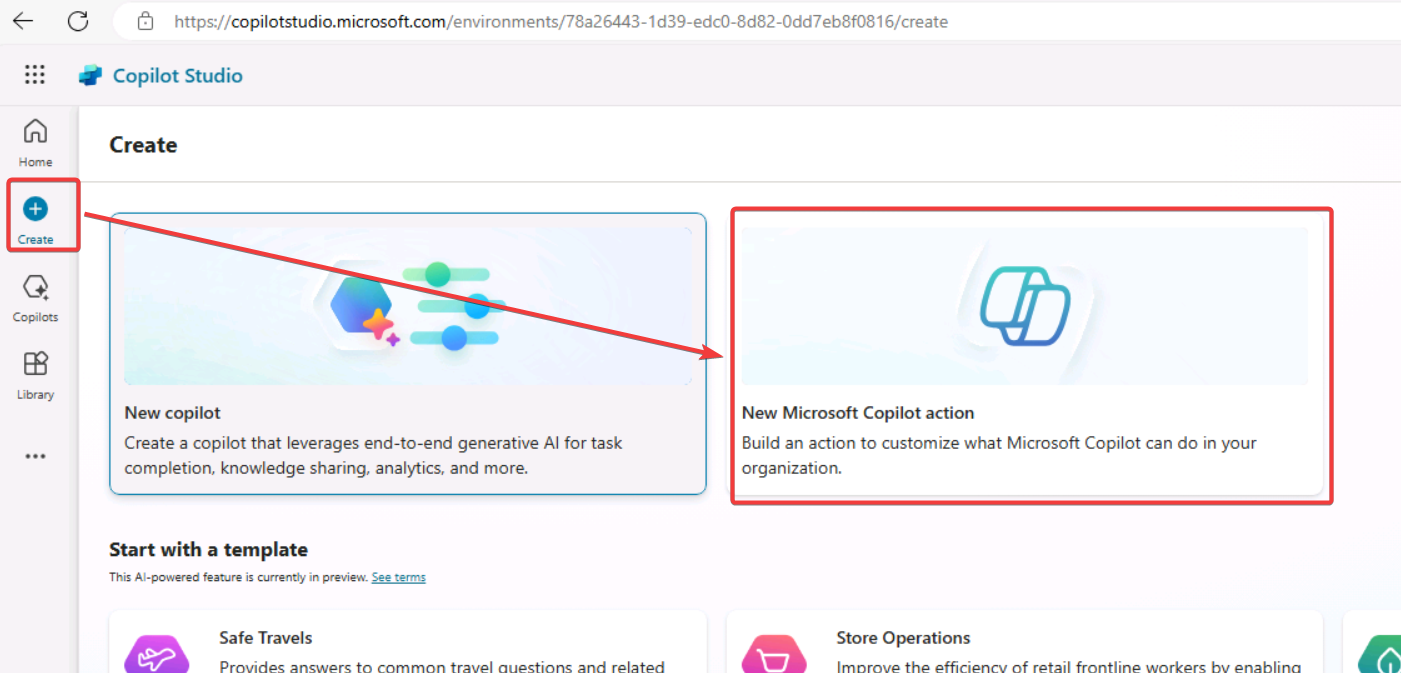 https://copilotstudio.microsoft.com/environments/78a26443-1d39-edc0-8d82-0dd7eb8f0816/create
Copilot Studio
Home
Create
Copilots
Library
Create
New copilot
Create a copilot that leverages end-to-end generative AI for task
completion, knowledge sharing, analytics, and more.
New Microsoft Copilot action
Build an action to customize what Microsoft Copilot can do in your
organization.
Start with a template
This AI-powered feature is currently in preview. See terms
Safe Travels
Provides answers to common travel questions and related
Store Operations
Improve the efficiency of retail frontline workers by enabling